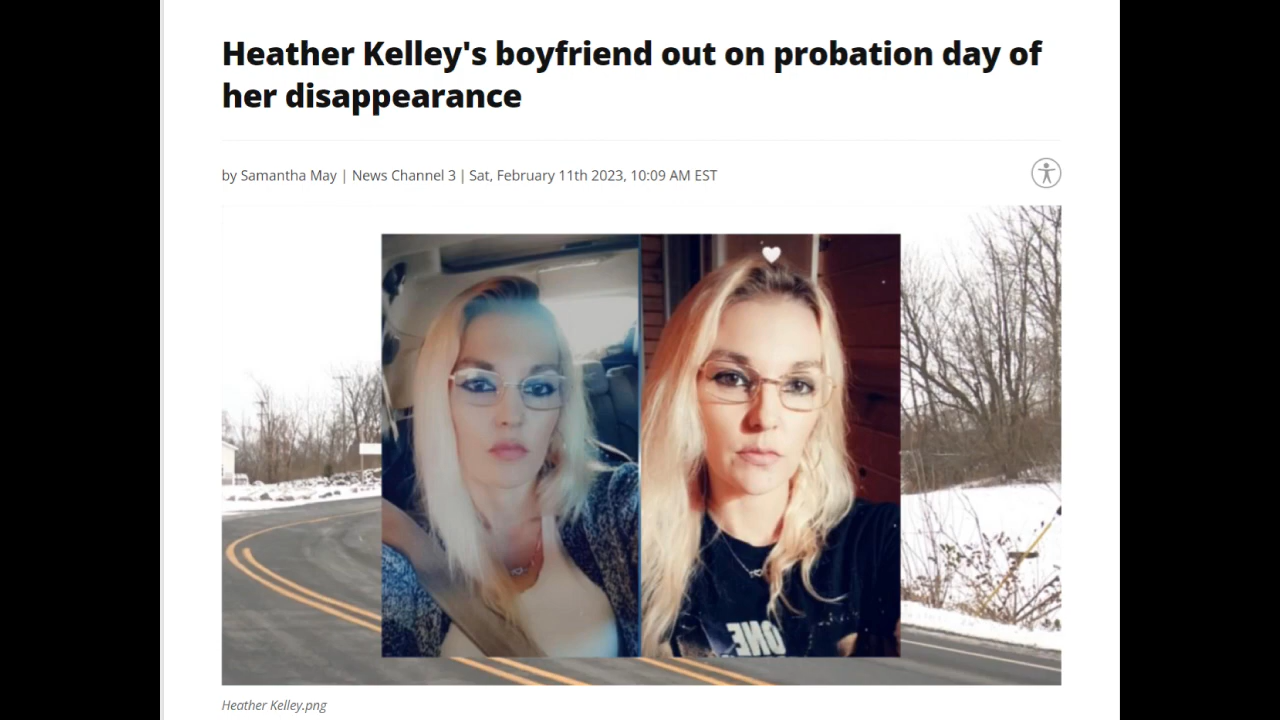 Heather Kelley's boyfriend out on probation day of
her disappearance
by Samantha May | News Channel 3 | Sat, February 11th 2023, 10:09 AM EST
ONE
Heather Kelley.png